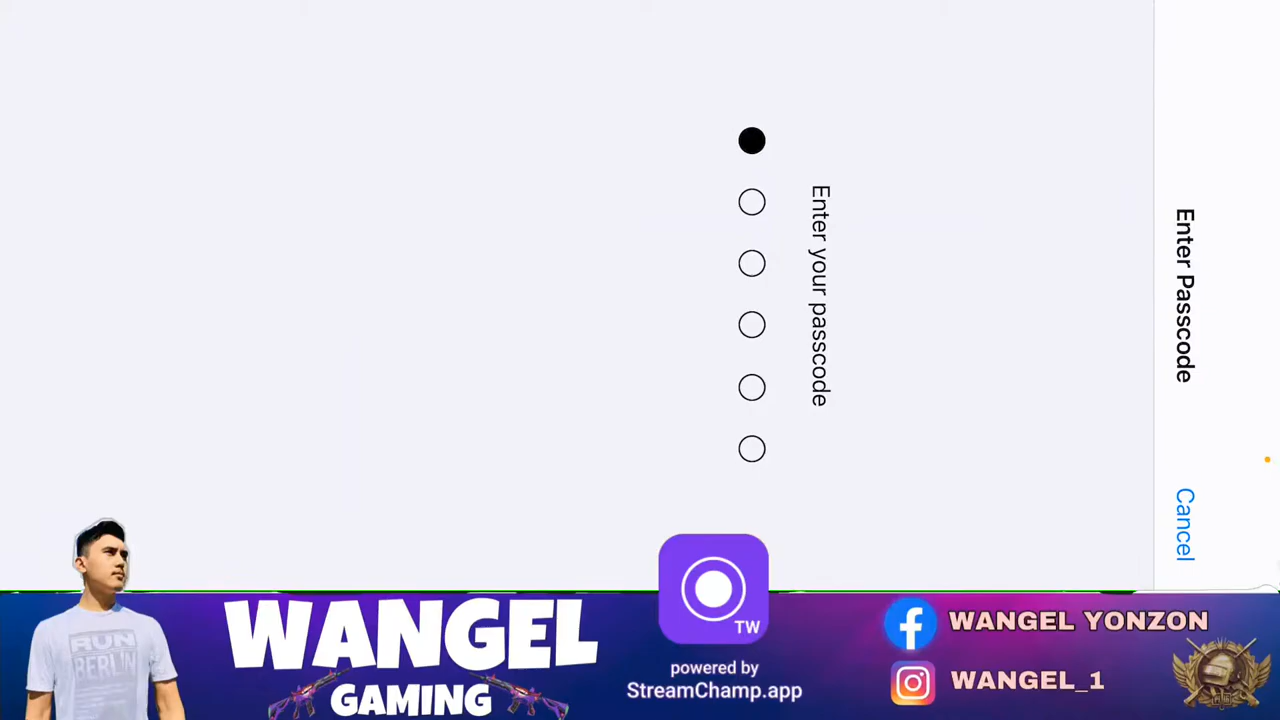 Enter Passcode
Cancel
Enter your passcode
RUN
BERLIN
WANGEL
GAMING
TW
powered by
StreamChamp.app
WANGEL YONZON
WANGEL_1